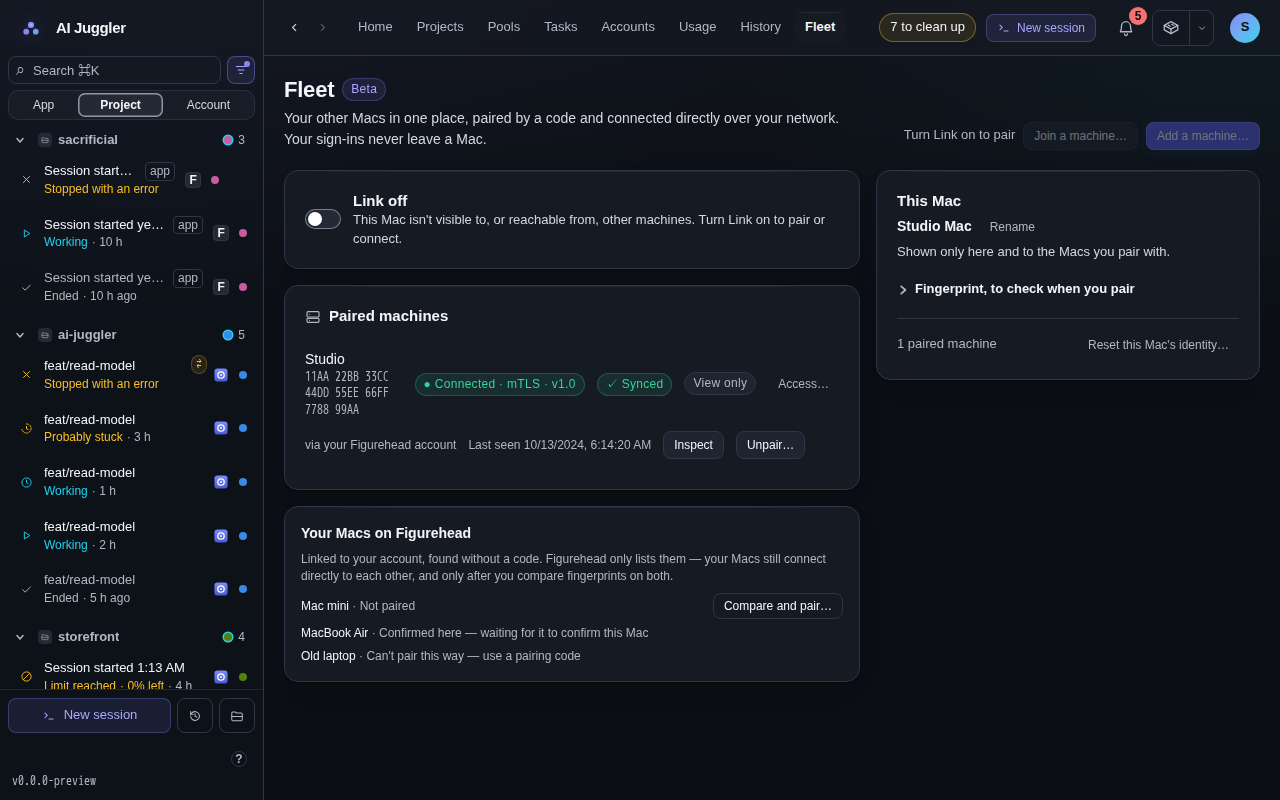 AI Juggler
Search ⌘K
App Project Account
sacrificial 3
Session start… app F
Stopped with an error
Session started ye… app F
Working · 10 h
Session started ye… app F
Ended · 10 h ago
ai-juggler 5
feat/read-model
Stopped with an error
feat/read-model
Probably stuck · 3 h
feat/read-model
Working · 1 h
feat/read-model
Working · 2 h
feat/read-model
Ended · 5 h ago
storefront 4
Session started 1:13 AM
Limit reached · 0% left · 4 h
New session
?
v0.0.0-preview
Home Projects Pools Tasks Accounts Usage History Fleet
7 to clean up
New session
5
S
Fleet Beta
Your other Macs in one place, paired by a code and connected directly over your network.
Your sign-ins never leave a Mac.
Turn Link on to pair Join a machine… Add a machine…
Link off
This Mac isn't visible to, or reachable from, other machines. Turn Link on to pair or
connect.
Paired machines
Studio
11AA 22BB 33CC
44DD 55EE 66FF
7788 99AA
● Connected · mTLS · v1.0
✓ Synced
View only
Access…
via your Figurehead account Last seen 10/13/2024, 6:14:20 AM Inspect Unpair…
Your Macs on Figurehead
Linked to your account, found without a code. Figurehead only lists them — your Macs still connect
directly to each other, and only after you compare fingerprints on both.
Mac mini · Not paired Compare and pair…
MacBook Air · Confirmed here — waiting for it to confirm this Mac
Old laptop · Can't pair this way — use a pairing code
This Mac
Studio Mac Rename
Shown only here and to the Macs you pair with.
Fingerprint, to check when you pair
1 paired machine Reset this Mac's identity…